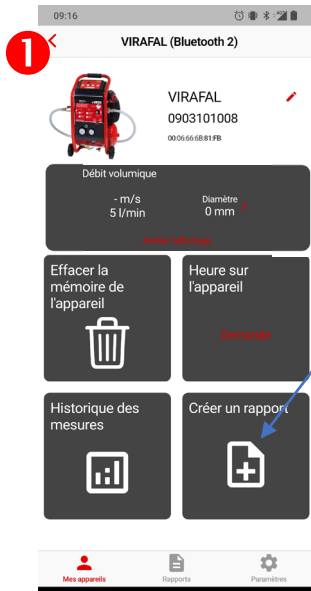 09:16
1
VIRAFAL (Bluetooth 2)
VIRAFAL
0903101008
00:06:66:6B:81:FB
Débit volumique
- m/s
5 l/min
Diamètre
0 mm
Effacer la
mémoire de
l'appareil
Heure sur
l'appareil
Demandez
Historique des
mesures
Créer un rapport
Mes appareils
Rapports
Paramètres